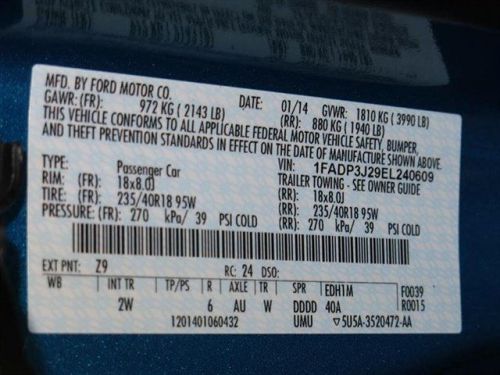 MFD. BY FORD MOTOR CO.
DATE: 01/14 GVWR: 1810 KG ( 3990 LB)
GAWR: (FR): 972 KG ( 2143 LB) (RR): 880 KG ( 1940 LB)
THIS VEHICLE CONFORMS TO ALL APPLICABLE FEDERAL MOTOR VEHICLE SAFETY, BUMPER,
AND THEFT PREVENTION STANDARDS IN EFFECT ON THE DATE OF MANUFACTURE SHOWN ABOVE.
VIN: 1FADP3J29EL240609
TYPE: Passenger Car TRAILER TOWING - SEE OWNER GUIDE
RIM: (FR): 18x8.0J (RR): 18x8.0J
TIRE: (FR): 235/40R18 95W (RR): 235/40R18 95W
PRESSURE: (FR): 270 kPa/ 39 PSI COLD (RR): 270 kPa/ 39 PSI COLD
EXT PNT: Z9 RC: 24 DSO:
WB INT TR TP/PS R AXLE TR SPR EDH1M F0039
2W 6 AU W DDDD 40A R0015
1201401060432 UMU 5U5A-3520472-AA